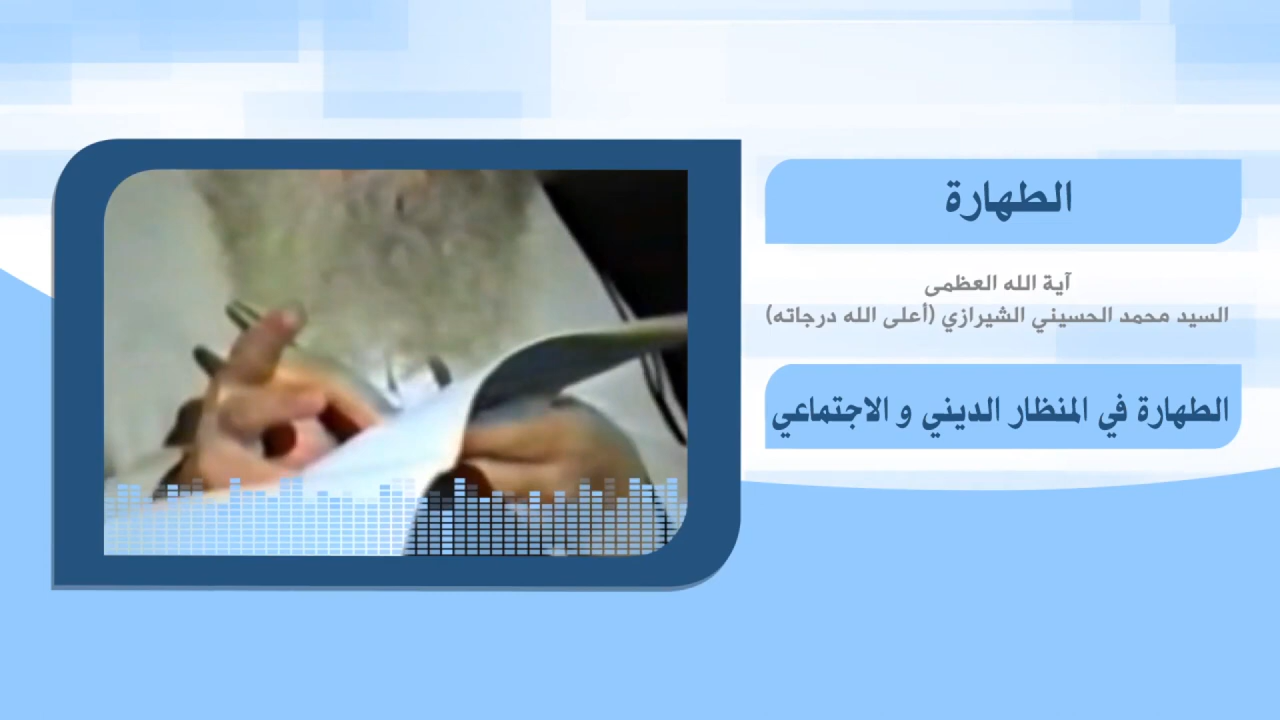 الطهارة
آية الله العظمى
السيد محمد الحسيني الشيرازي (أعلى الله درجاته)
الطهارة في المنظار الديني و الاجتماعي